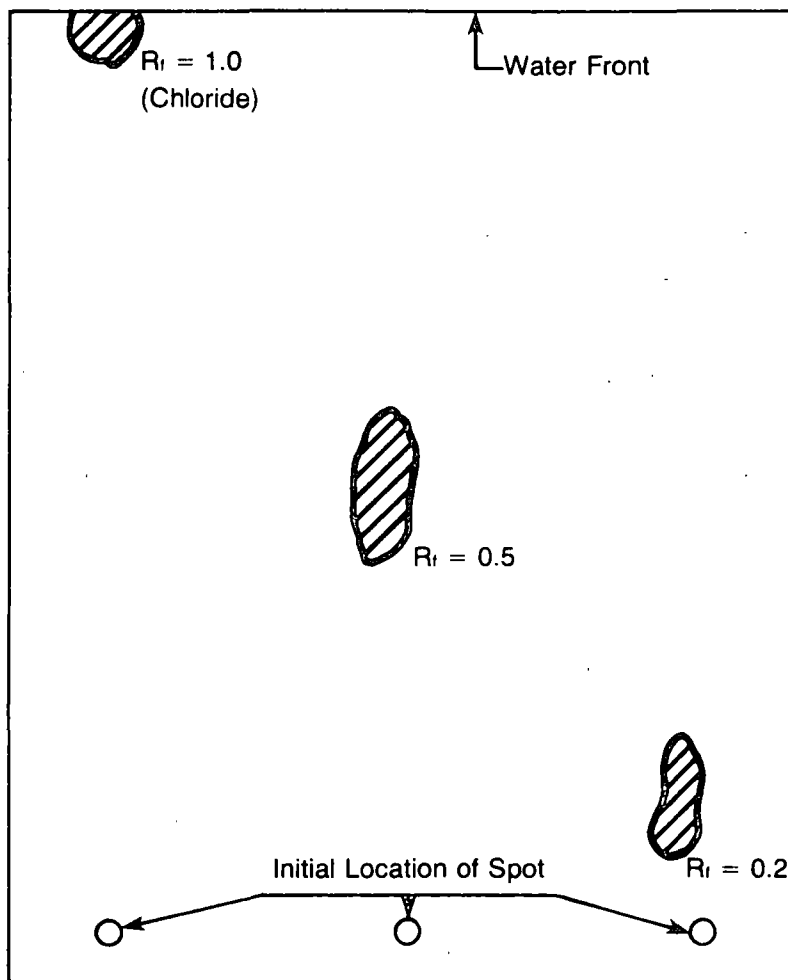 Rf = 1.0
(Chloride)
Water Front
Rf = 0.5
Initial Location of Spot
Rf = 0.2